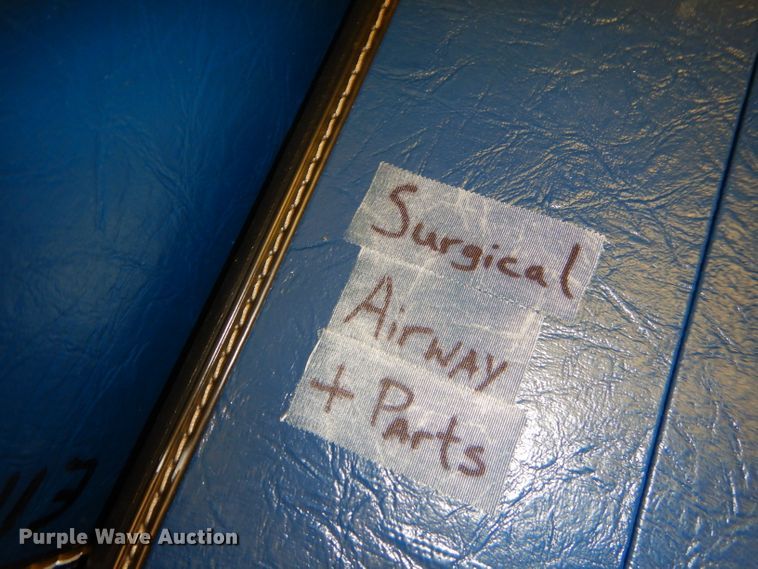 Surgical
Airway
+ Parts
Purple Wave Auction